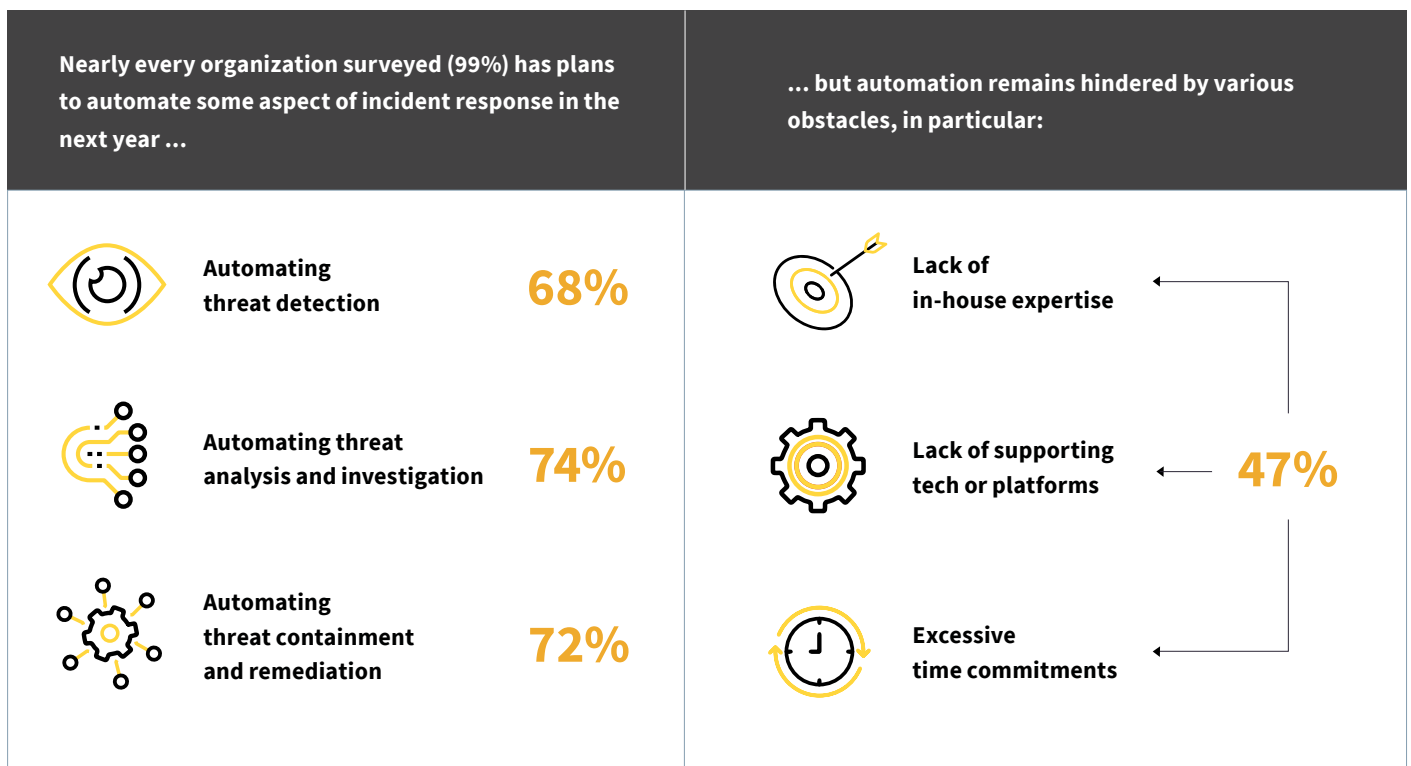 Nearly every organization surveyed (99%) has plans
to automate some aspect of incident response in the
next year ...
... but automation remains hindered by various
obstacles, in particular:
Automating
threat detection
68%
Automating threat
analysis and investigation
74%
Automating
threat containment
and remediation
72%
Lack of
in-house expertise
Lack of supporting
tech or platforms
47%
Excessive
time commitments